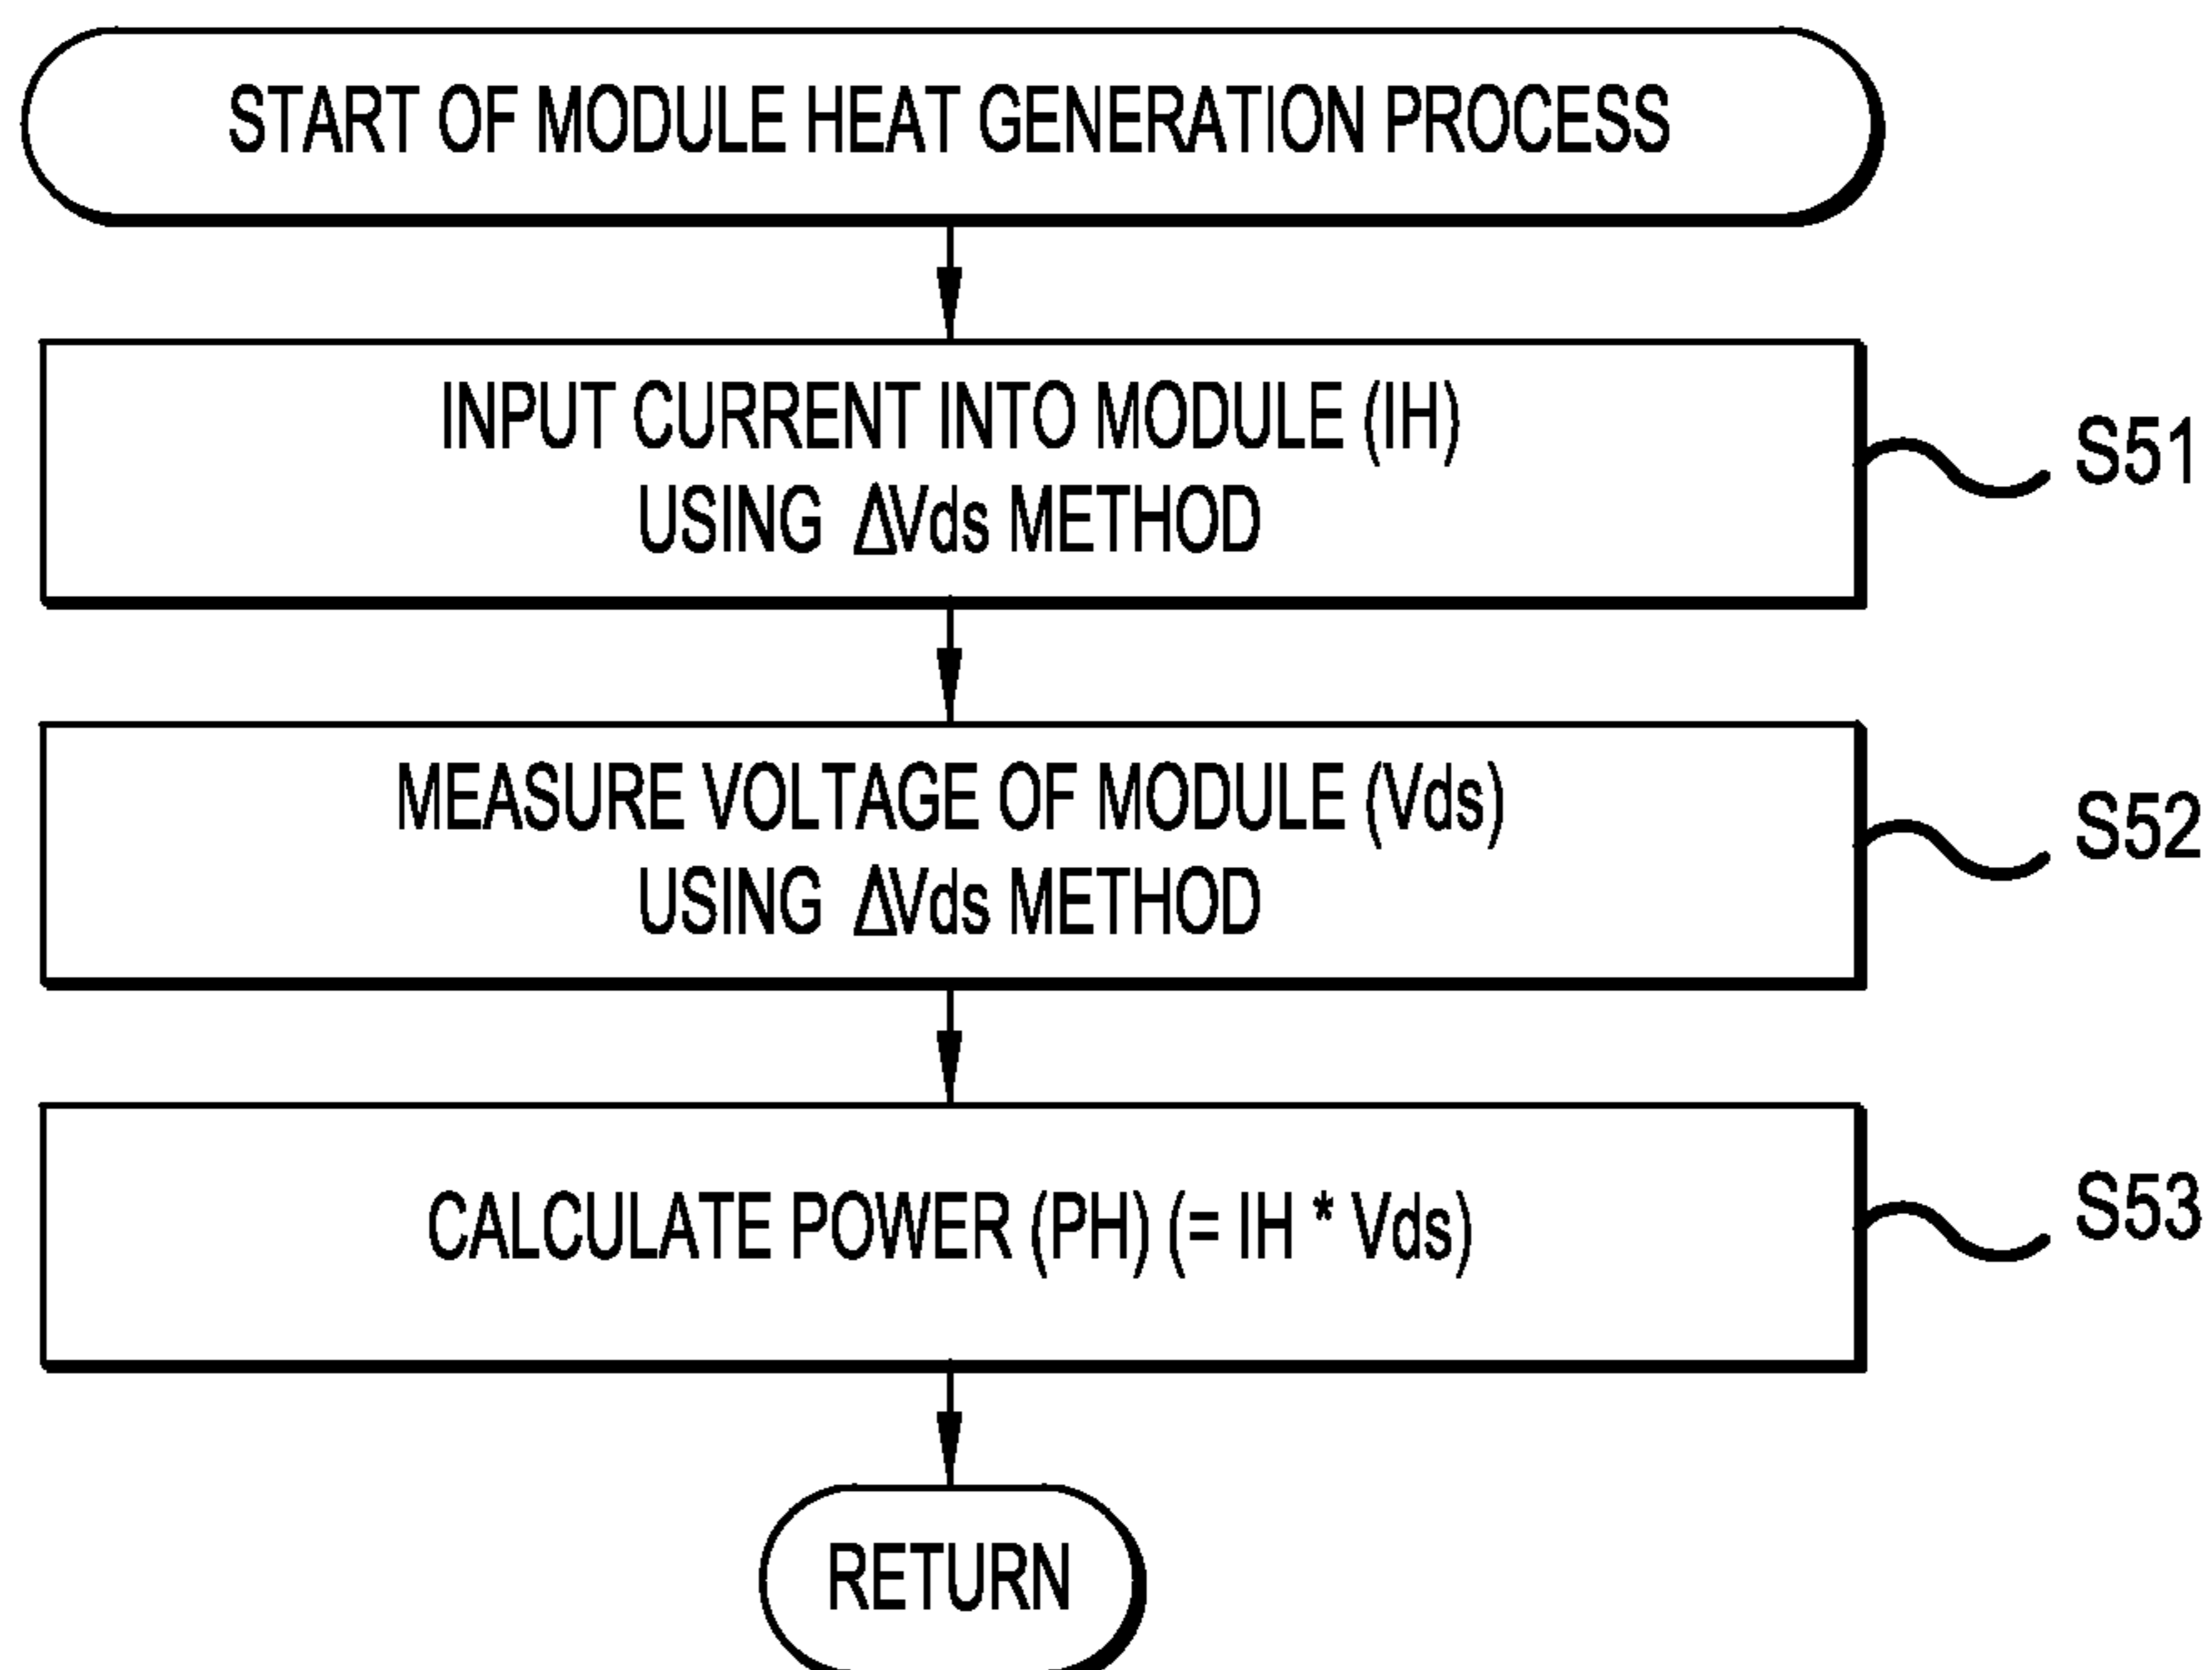 START OF MODULE HEAT GENERATION PROCESS
INPUT CURRENT INTO MODULE (IH)
USING ΔVds METHOD
S51
MEASURE VOLTAGE OF MODULE (Vds)
USING ΔVds METHOD
S52
CALCULATE POWER (PH) (= IH * Vds)
S53
RETURN